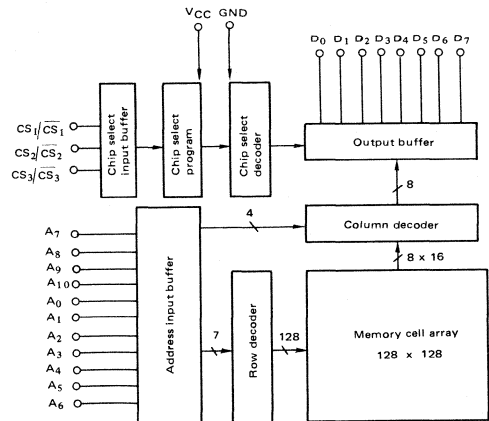 VCC GND
D0 D1 D2 D3 D4 D5 D6 D7
CS1/CS1
CS2/CS2
CS3/CS3
Chip select
input buffer
Chip select
program
Chip select
decoder
Output buffer
8
Column decoder
4
8 x 16
A7
A8
A9
A10
A0
A1
A2
A3
A4
A5
A6
Address input buffer
7
Row decoder
128
Memory cell array
128 x 128